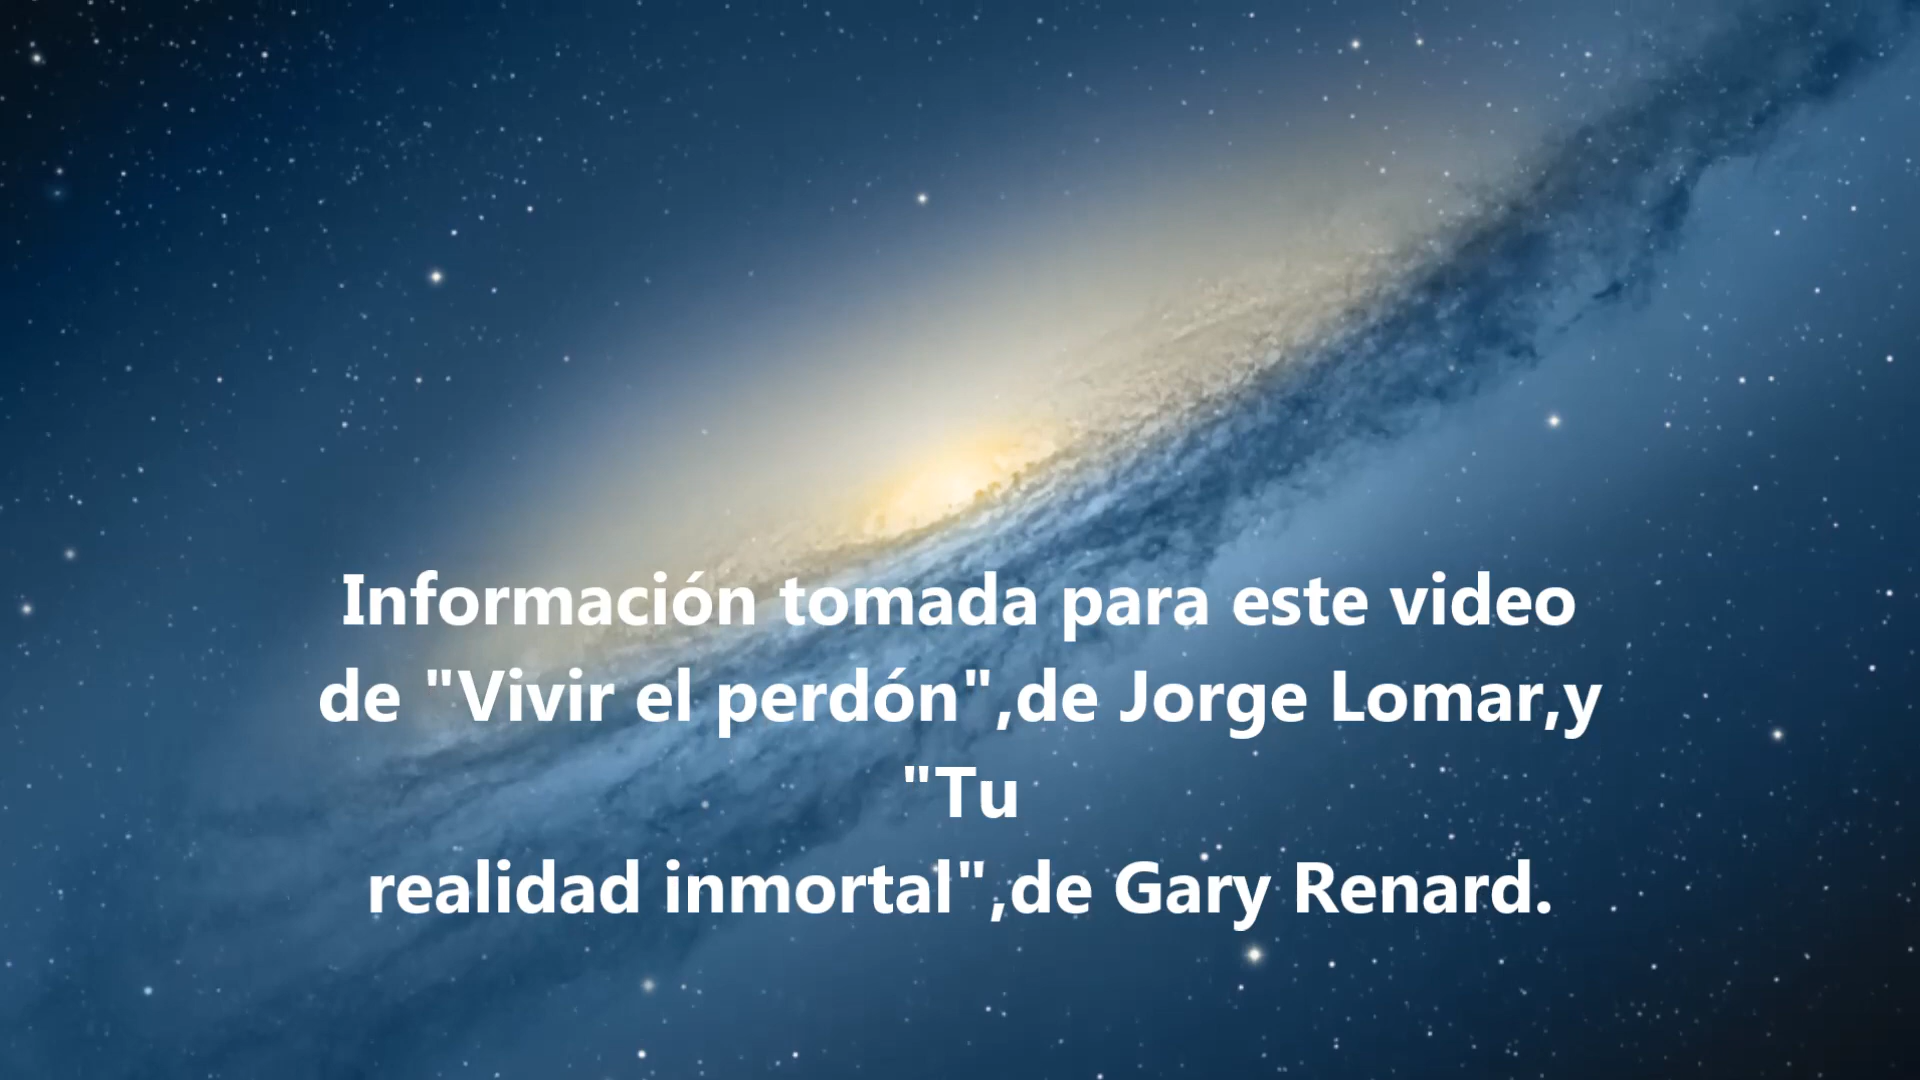 Información tomada para este video
de "Vivir el perdón",de Jorge Lomar,y
"Tu
realidad inmortal",de Gary Renard.